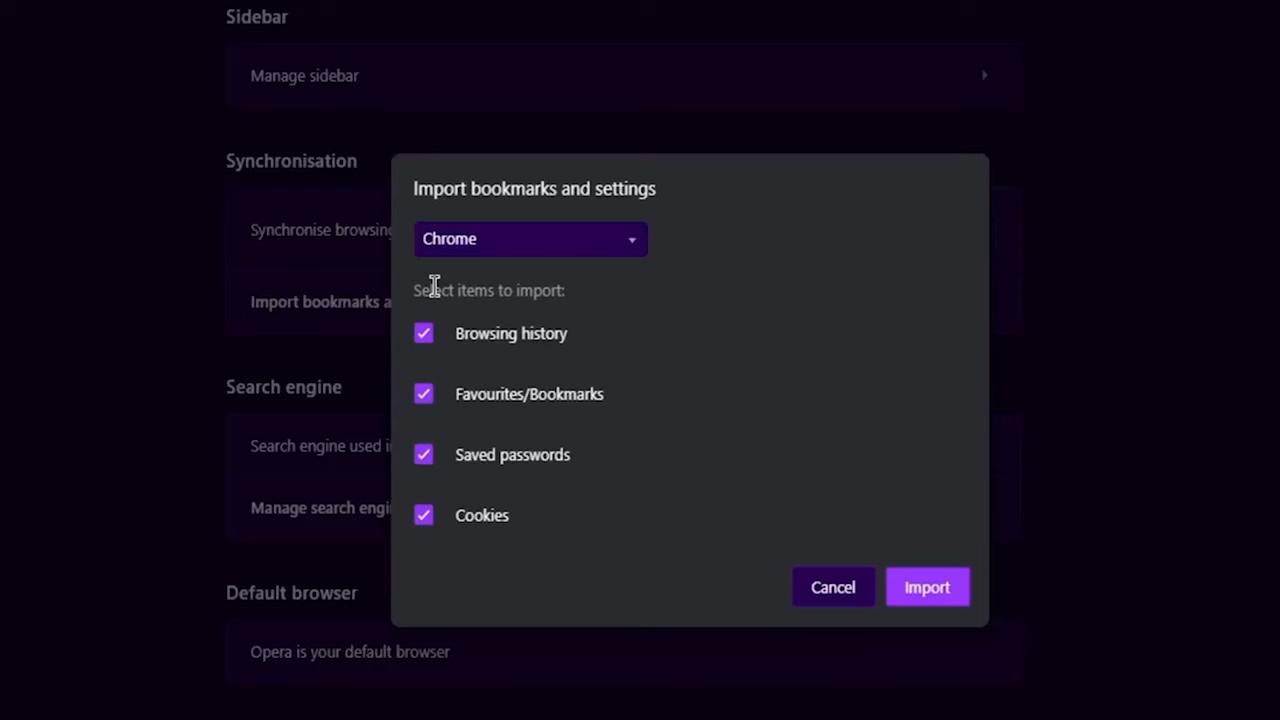 Sidebar
Manage sidebar
Synchronisation
Synchronise browsing
Import bookmarks a
Search engine
Search engine used i
Manage search engi
Default browser
Opera is your default browser
Import bookmarks and settings
Chrome
Select items to import:
Browsing history
Favourites/Bookmarks
Saved passwords
Cookies
Cancel
Import